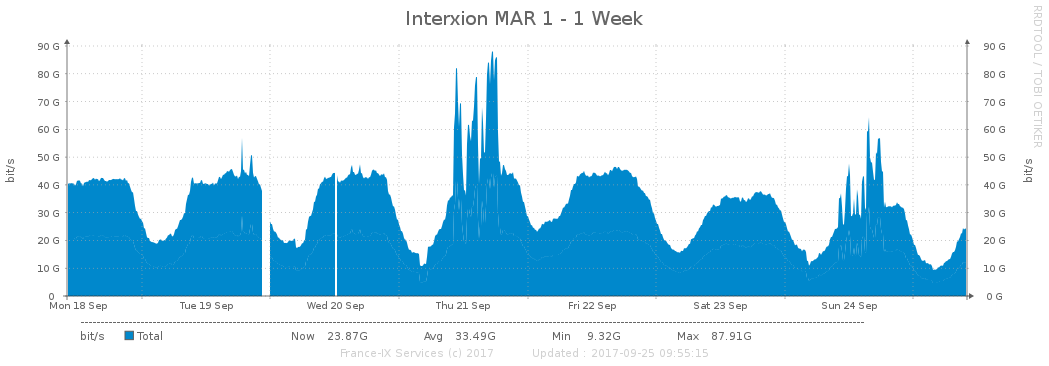 Interxion MAR 1 - 1 Week
RRDTOOL / TOBI OETIKER
bit/s
bit/s
90 G 90 G
80 G 80 G
70 G 70 G
60 G 60 G
50 G 50 G
40 G 40 G
30 G 30 G
20 G 20 G
10 G 10 G
0 0 G
Mon 18 Sep Tue 19 Sep Wed 20 Sep Thu 21 Sep Fri 22 Sep Sat 23 Sep Sun 24 Sep
bit/s Total Now 23.87G Avg 33.49G Min 9.32G Max 87.91G
France-IX Services (c) 2017 Updated : 2017-09-25 09:55:15